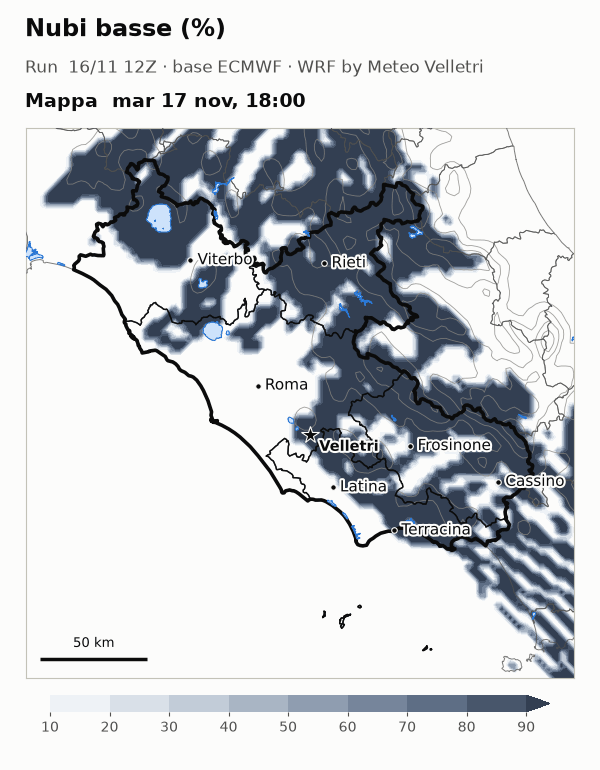 Nubi basse (%)
Run  16/11 12Z · base ECMWF · WRF by Meteo Velletri
Mappa  mar 17 nov, 18:00
Viterbo
Rieti
Roma
Velletri
Frosinone
Latina
Cassino
Terracina
50 km
10 20 30 40 50 60 70 80 90